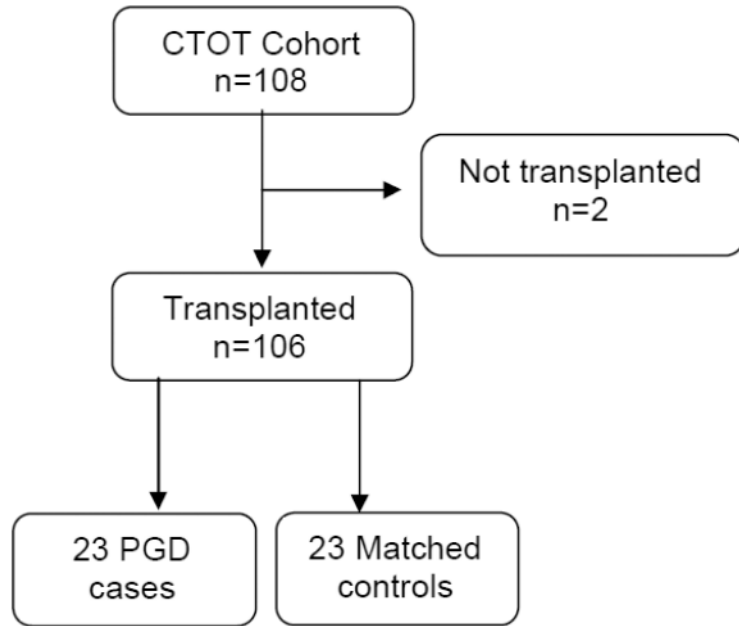 CTOT Cohort
n=108
Not transplanted
n=2
Transplanted
n=106
23 PGD
cases
23 Matched
controls